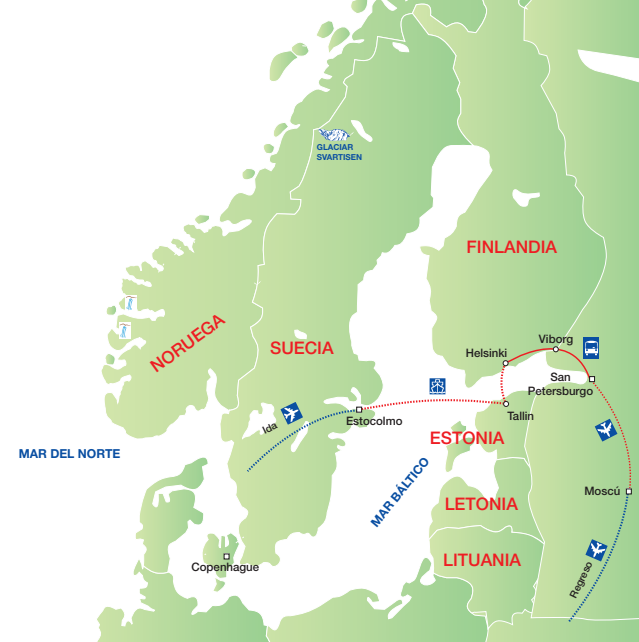 GLACIAR
SVARTISEN
FINLANDIA
NORUEGA
SUECIA
Viborg
Helsinki
San
Petersburgo
Ida
Estocolmo
Tallin
ESTONIA
MAR DEL NORTE
MAR BÁLTICO
Moscú
LETONIA
LITUANIA
Copenhague
Regreso